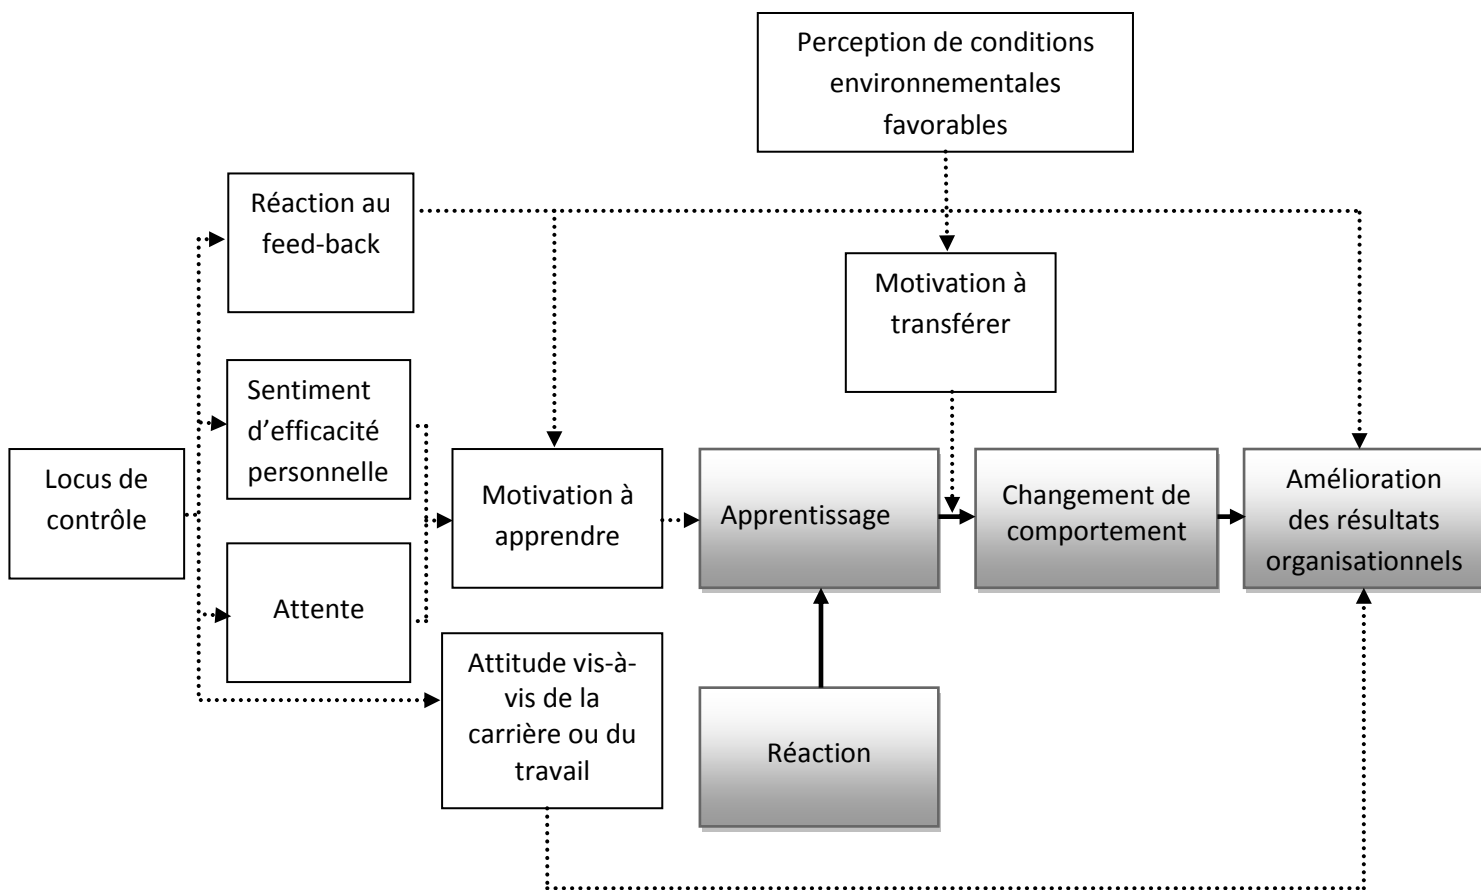 Perception de conditions
environnementales
favorables
Réaction au
feed-back
Motivation à
transférer
Sentiment
d’efficacité
personnelle
Locus de
contrôle
Motivation à
apprendre
Apprentissage
Changement de
comportement
Amélioration
des résultats
organisationnels
Attente
Attitude vis-à-
vis de la
carrière ou du
travail
Réaction